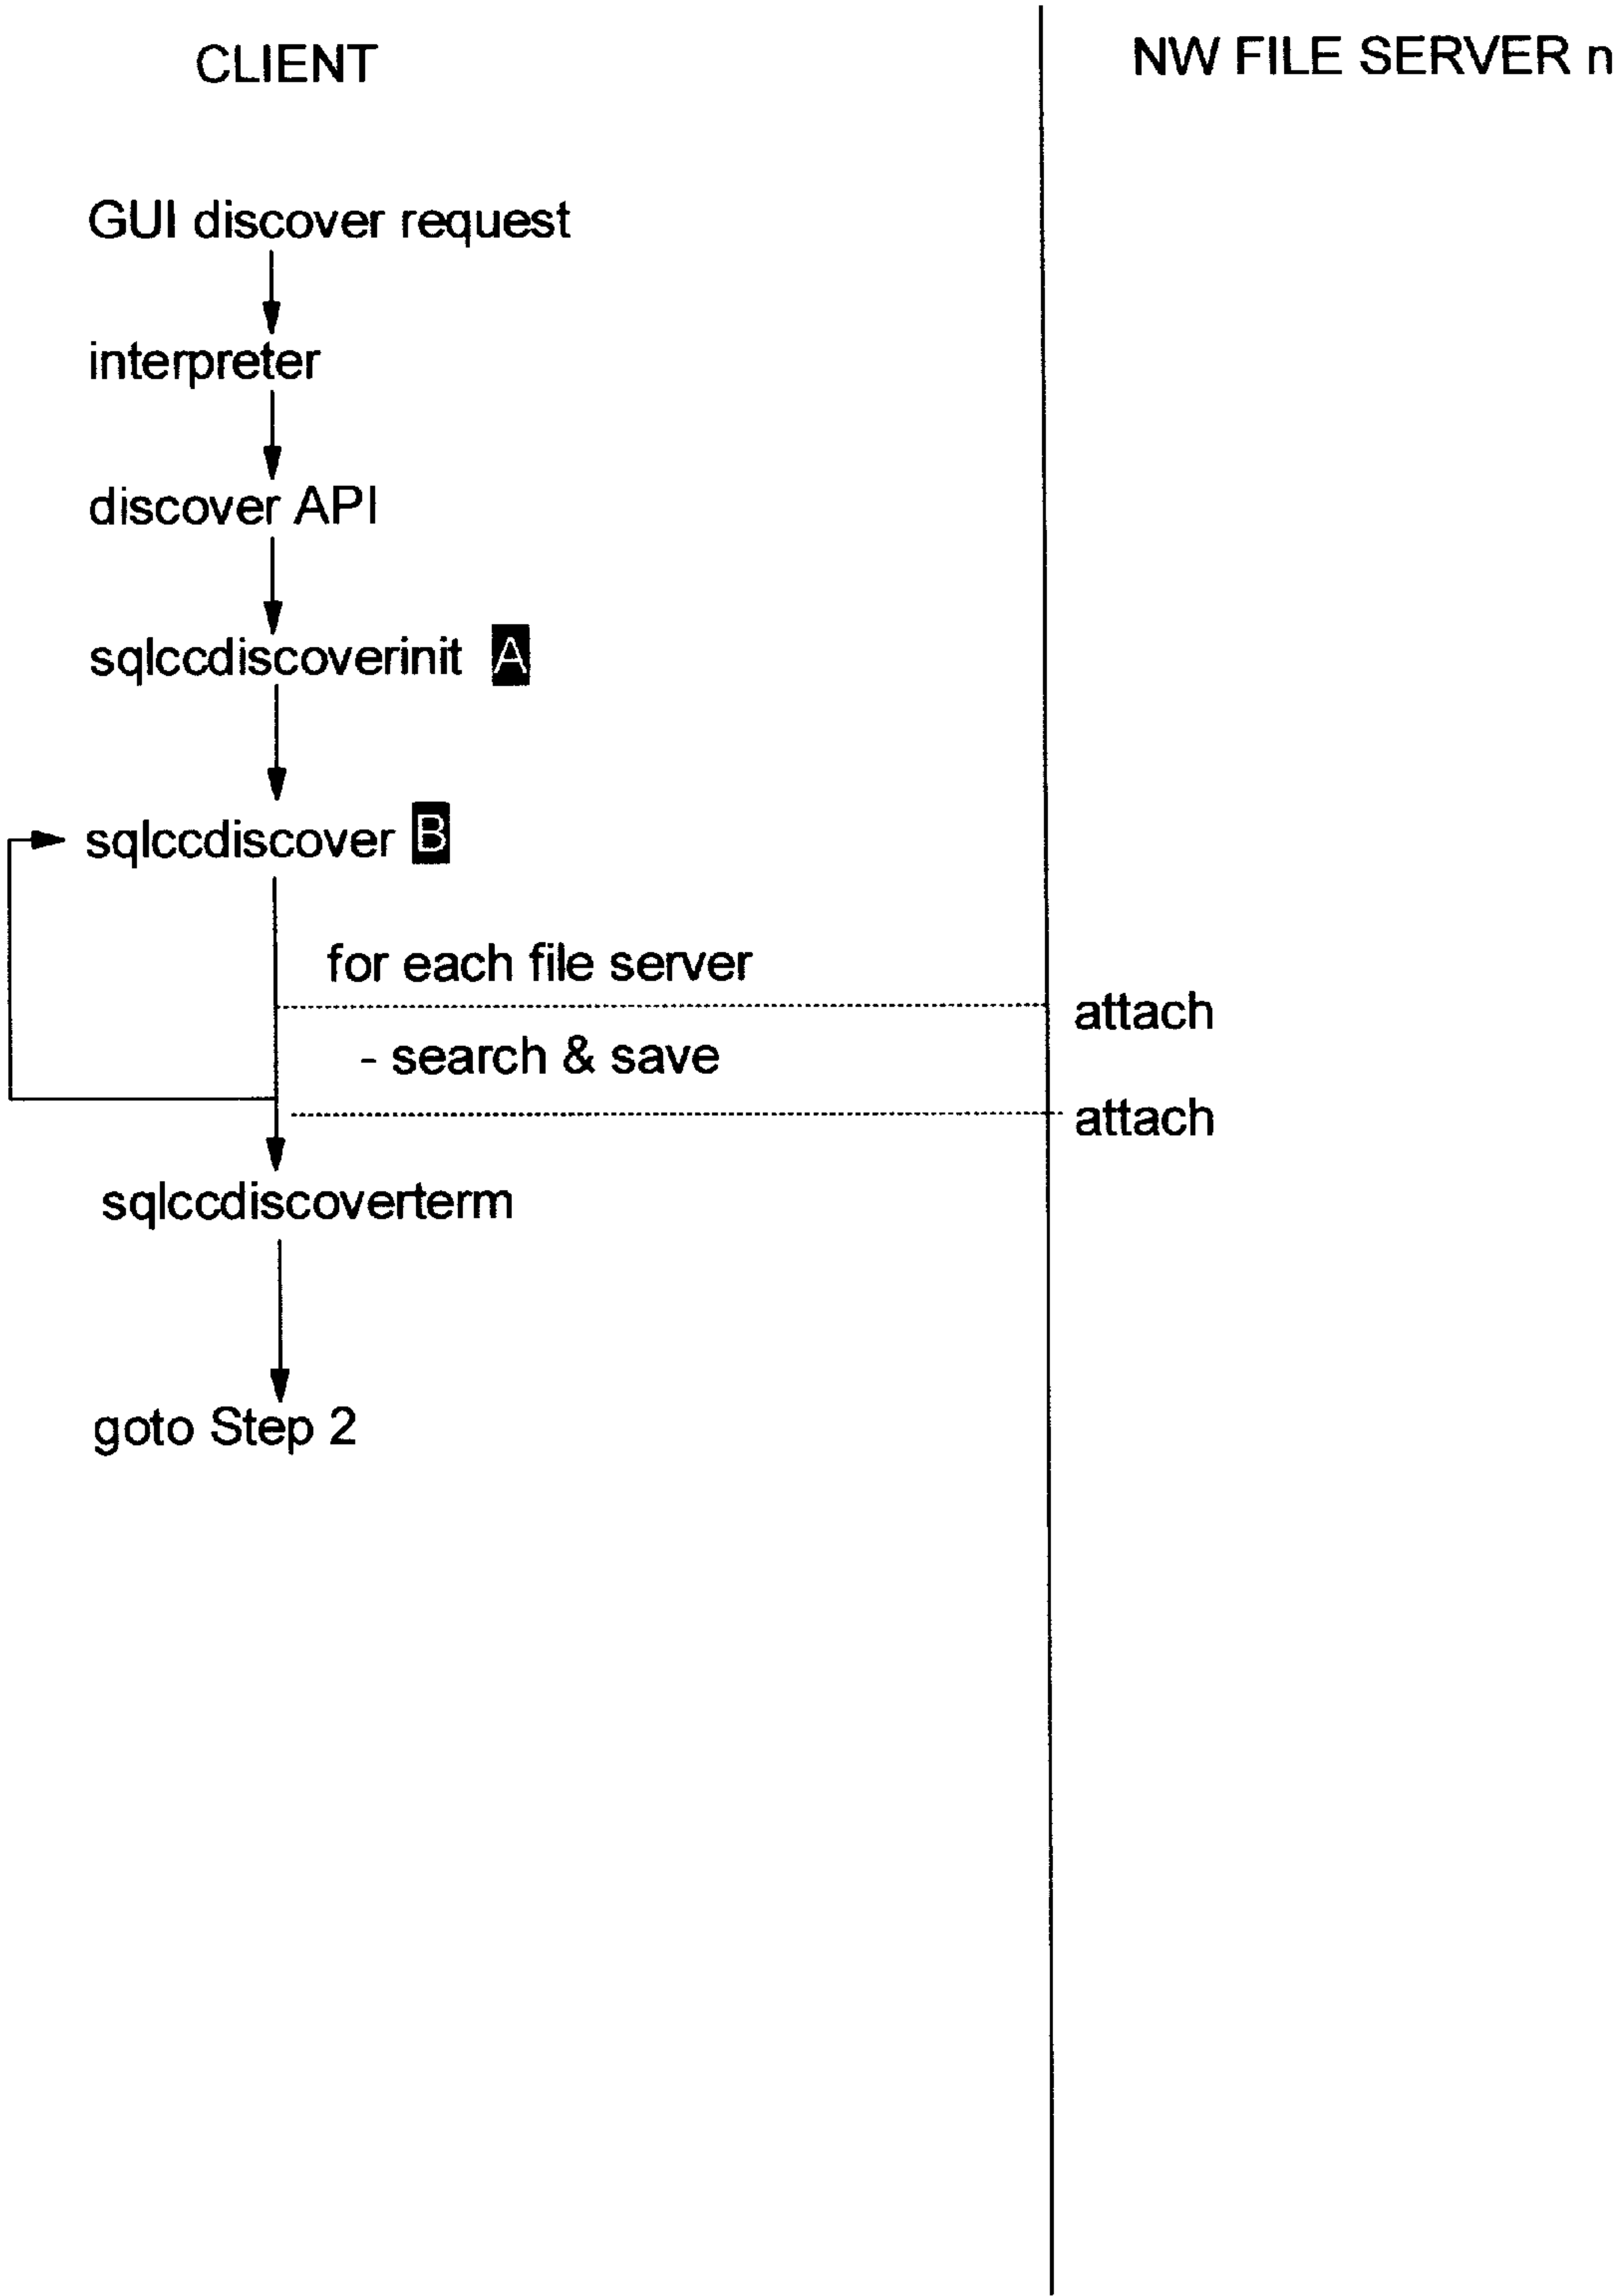 CLIENT
NW FILE SERVER n
GUI discover request
interpreter
discover API
sqlccdiscoverinit A
sqlccdiscover B
for each file server
attach
- search & save
attach
sqlccdiscoverterm
goto Step 2